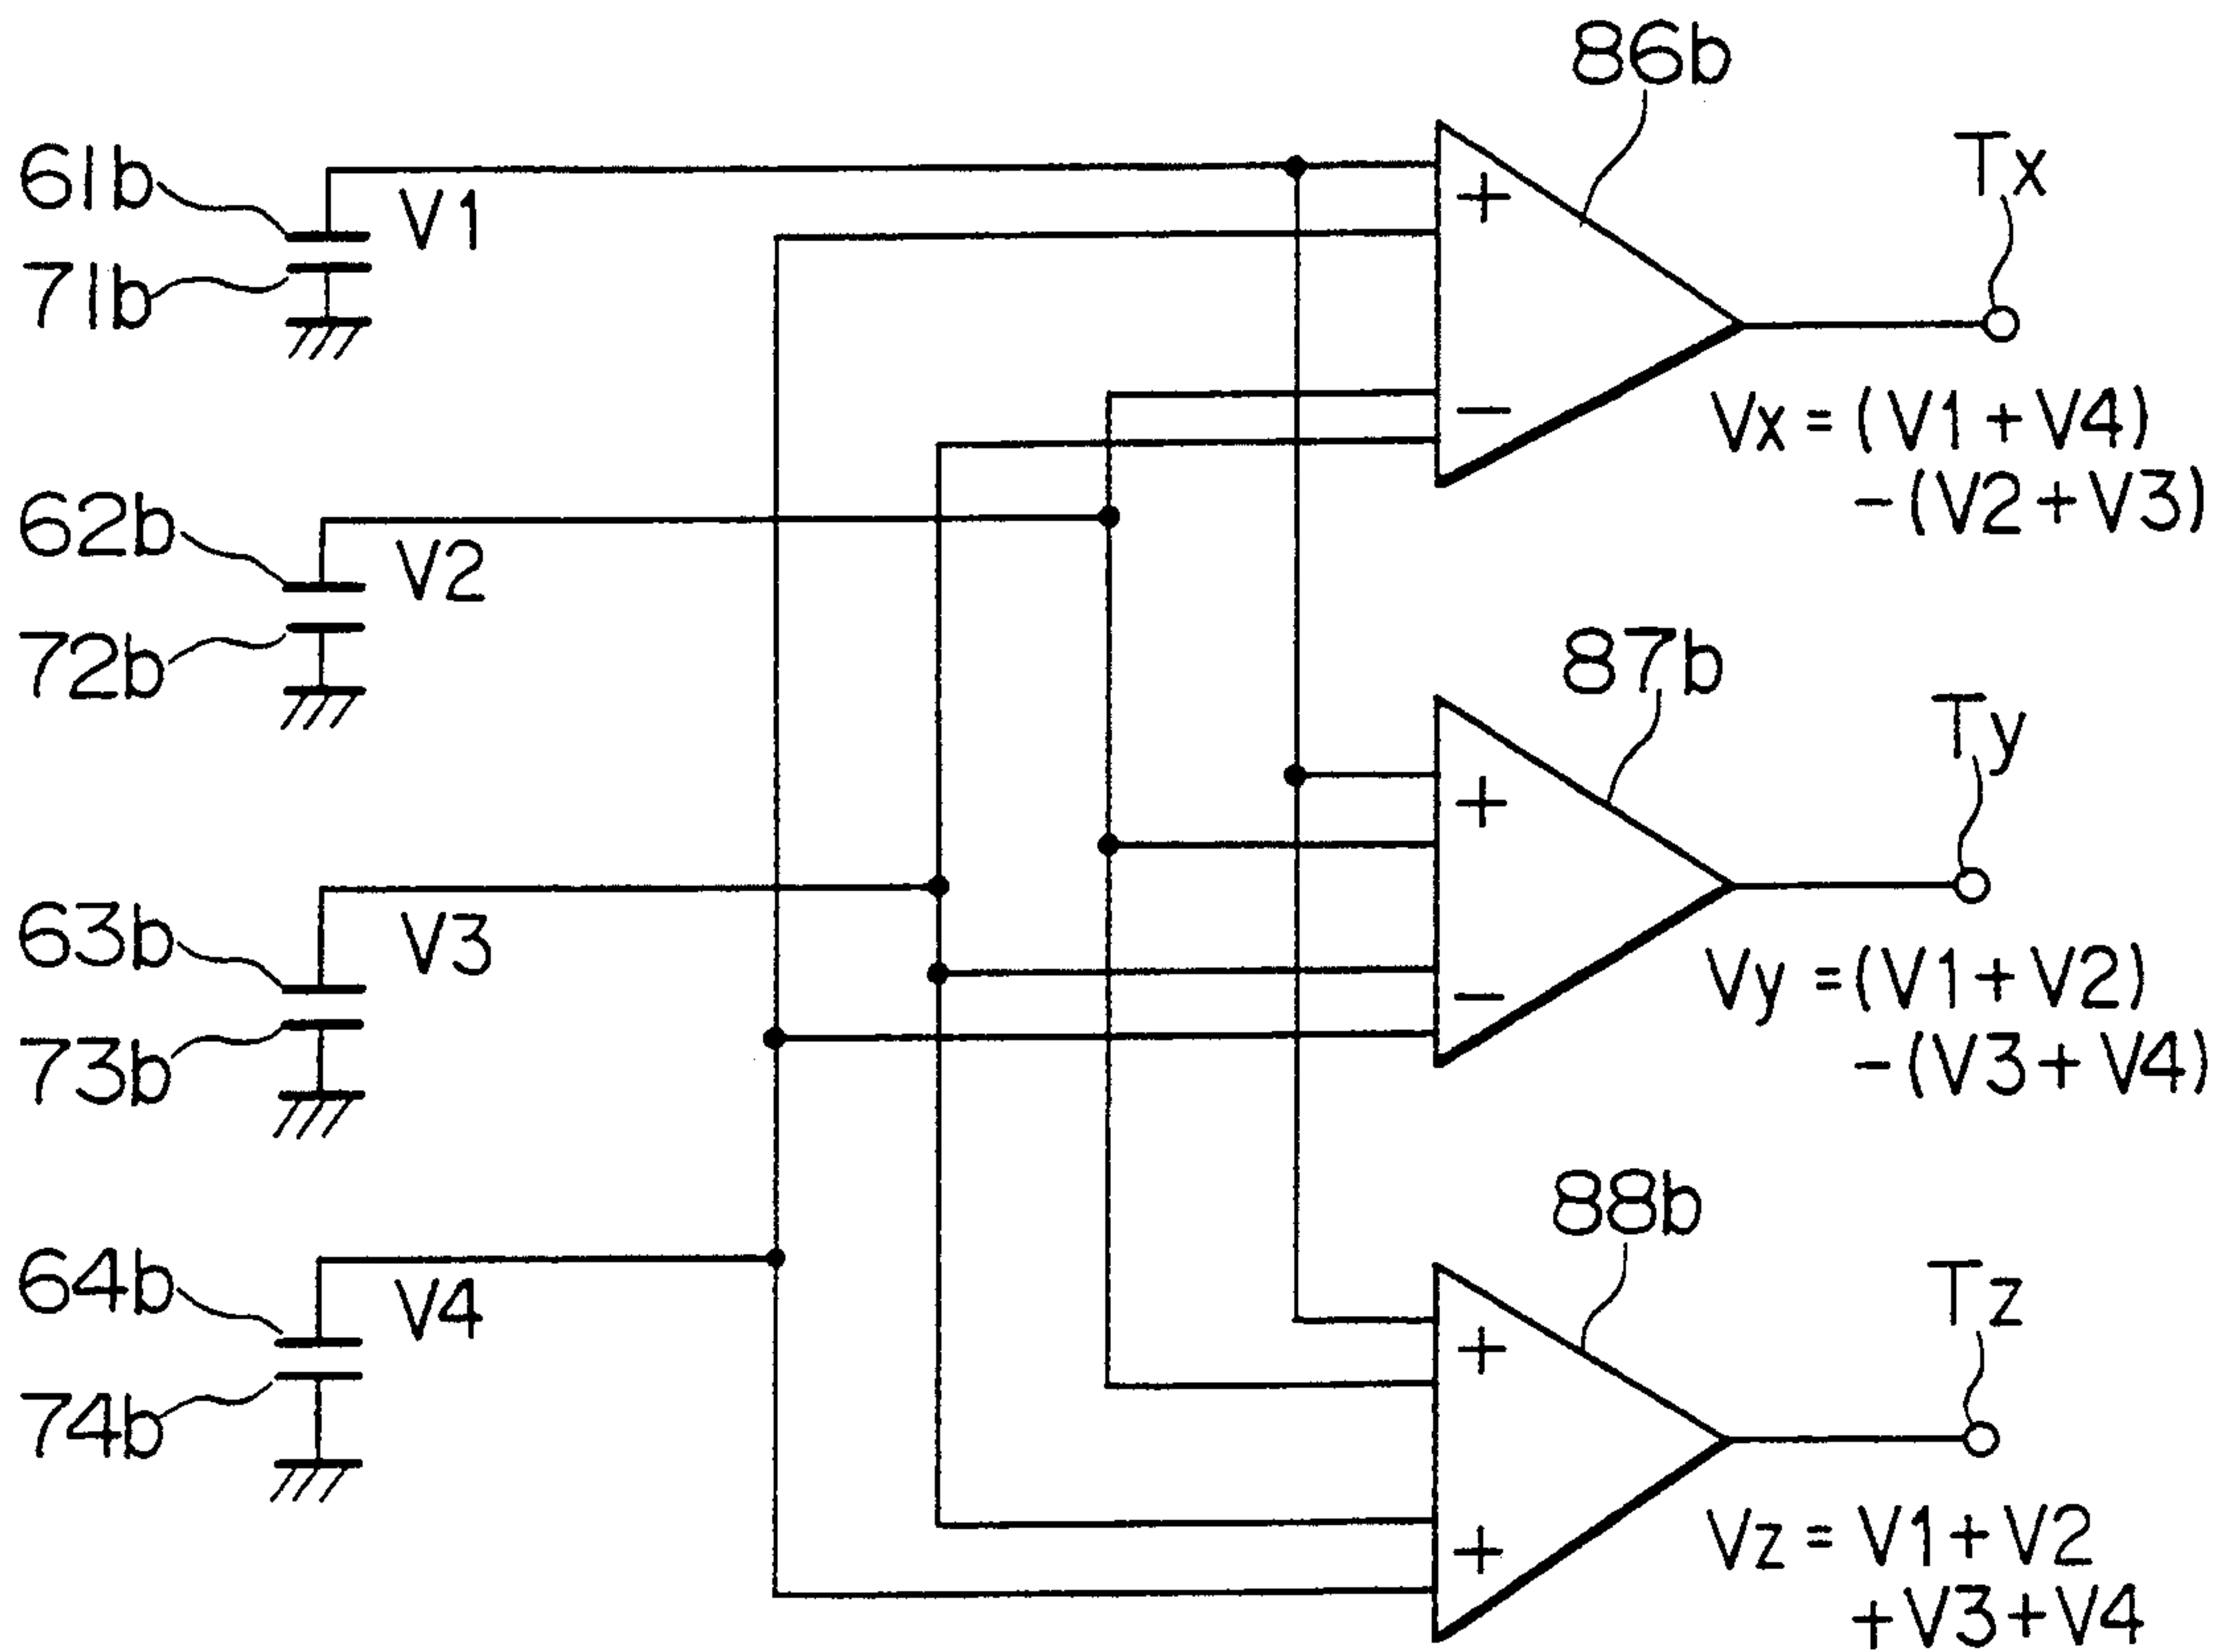 86b
Tx
61b
V1
+
71b
−
Vx = (V1 + V4)
-(V2 + V3)
62b
V2
72b
87b
Ty
+
63b
V3
−
Vy = (V1 + V2)
-(V3 + V4)
73b
88b
64b
V4
Tz
+
74b
+
Vz = V1 + V2
+ V3 + V4